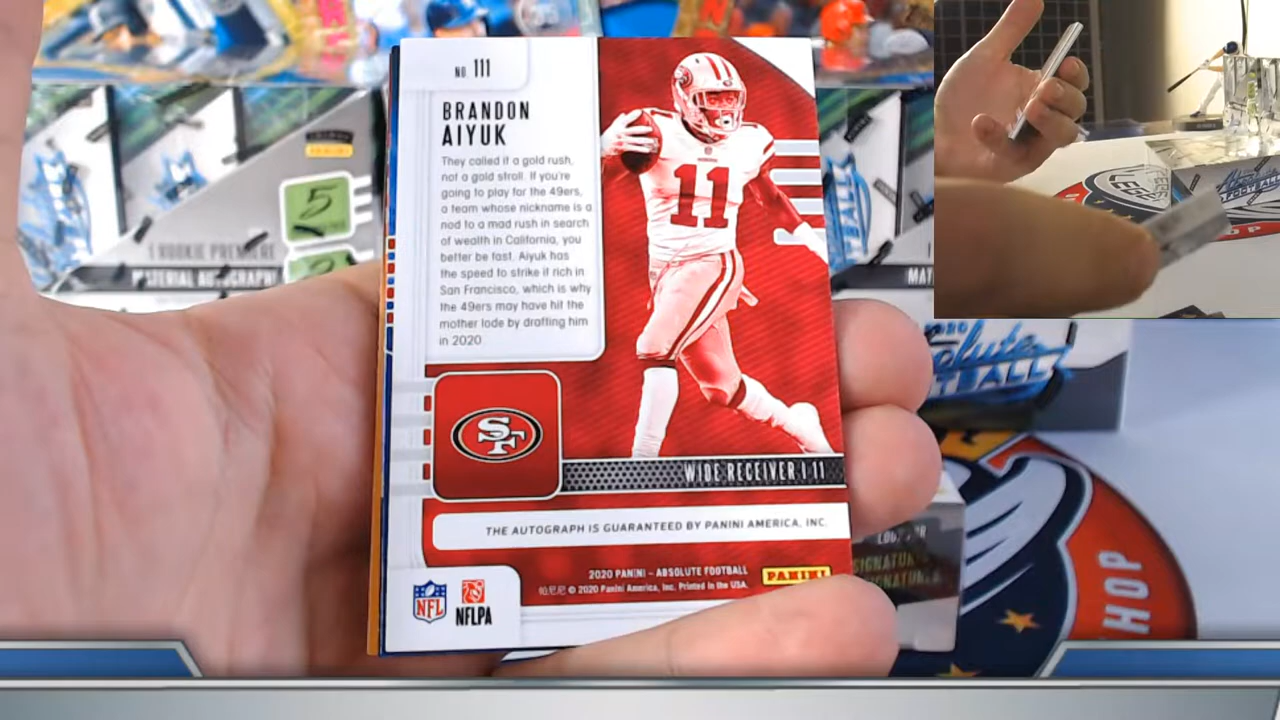 NO 111
BRANDON
AIYUK
They called it a gold rush,
not a gold stroll. If you're
going to play for the 49ers,
a team whose nickname is a
nod to a mad rush in search
of wealth in California, you
better be fast. Aiyuk has
the speed to strike it rich in
San Francisco, which is why
the 49ers may have hit the
mother lode by drafting him
in 2020
11
SF
WIDE RECEIVER | 11
THE AUTOGRAPH IS GUARANTEED BY PANINI AMERICA, INC.
2020 PANINI – ABSOLUTE FOOTBALL
© 2020 Panini America, Inc. Printed in the USA.
PANINI
NFL
NFLPA
1 ROOKIE PREMIERE
MATERIAL AUTOGRAPH
5
MAT
2020
HOP
FOOTBALL